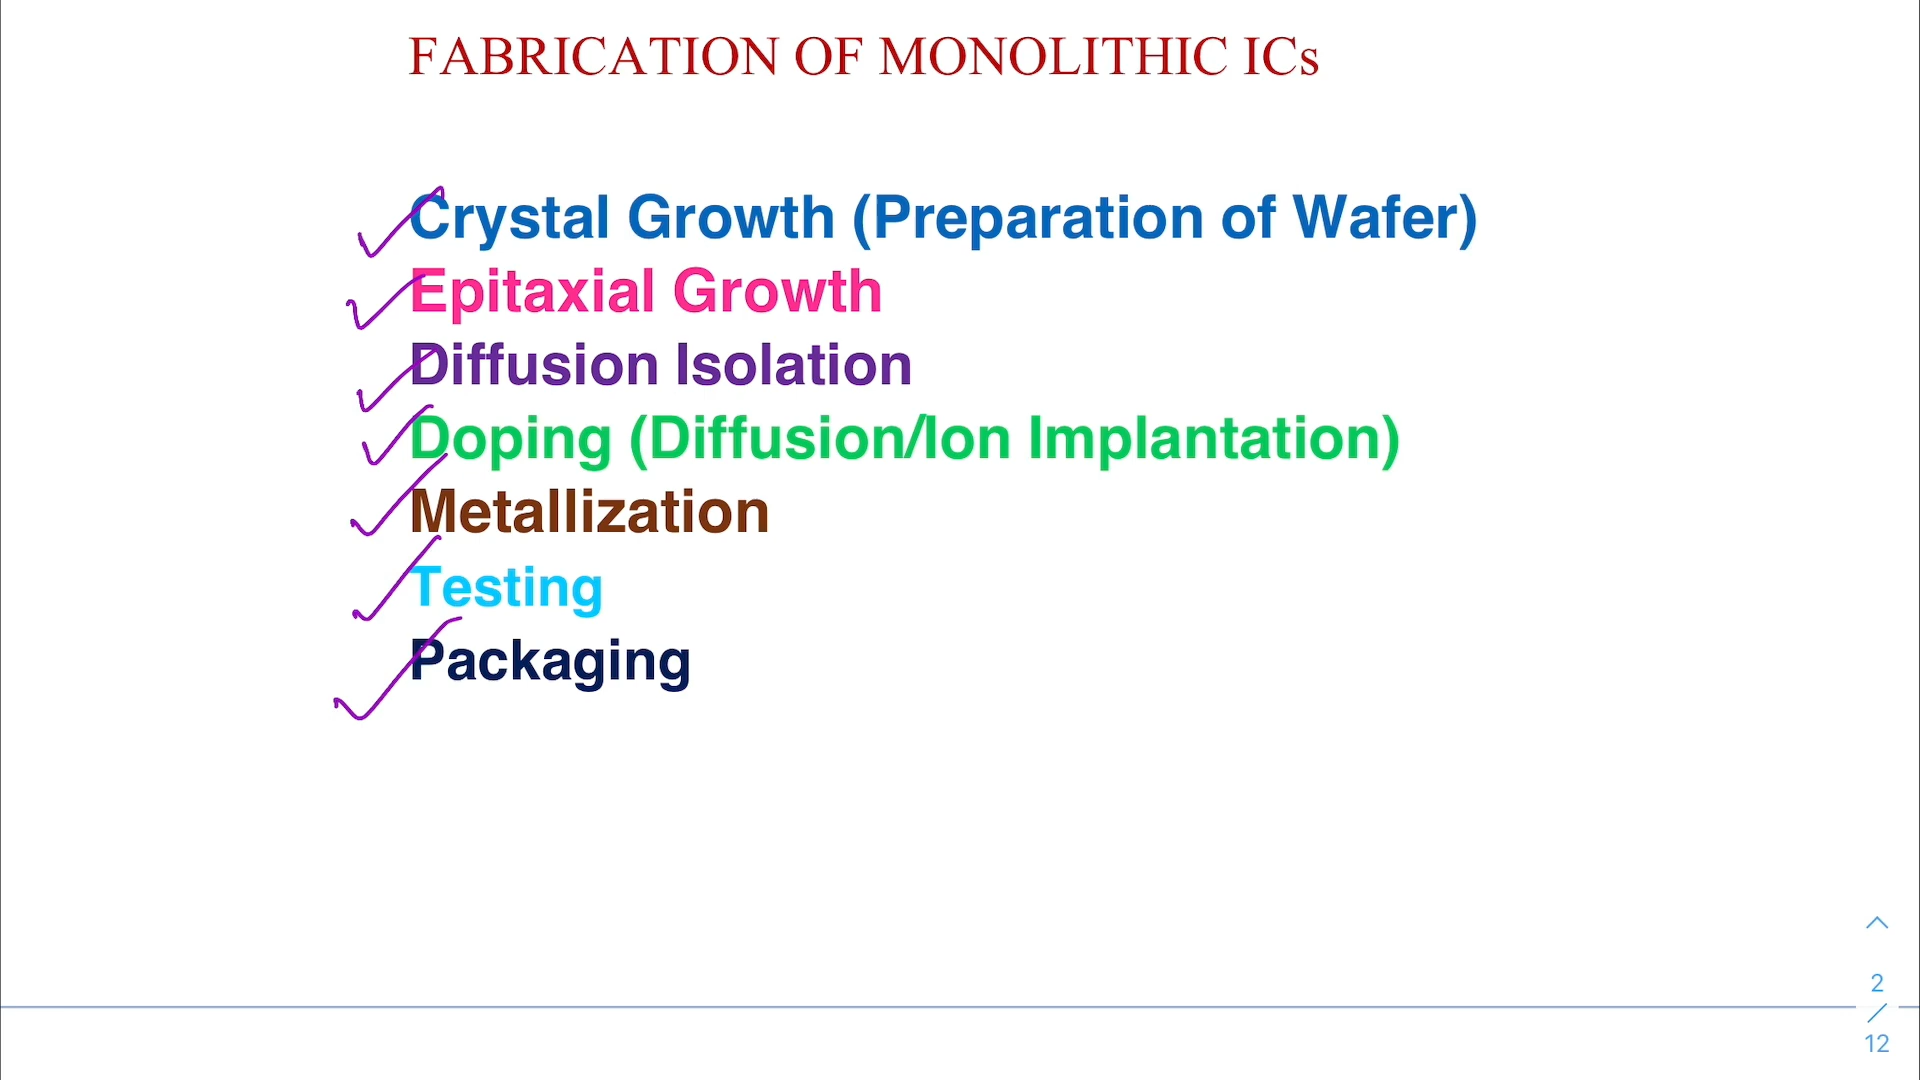 FABRICATION OF MONOLITHIC ICs
Crystal Growth (Preparation of Wafer)
Epitaxial Growth
Diffusion Isolation
Doping (Diffusion/Ion Implantation)
Metallization
Testing
Packaging
2
/
12